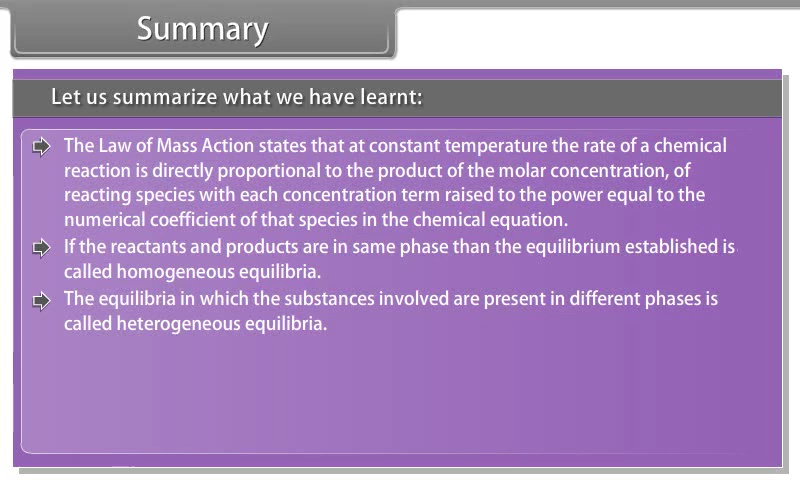 Summary
Let us summarize what we have learnt:
The Law of Mass Action states that at constant temperature the rate of a chemical
reaction is directly proportional to the product of the molar concentration, of
reacting species with each concentration term raised to the power equal to the
numerical coefficient of that species in the chemical equation.
If the reactants and products are in same phase than the equilibrium established is
called homogeneous equilibria.
The equilibria in which the substances involved are present in different phases is
called heterogeneous equilibria.